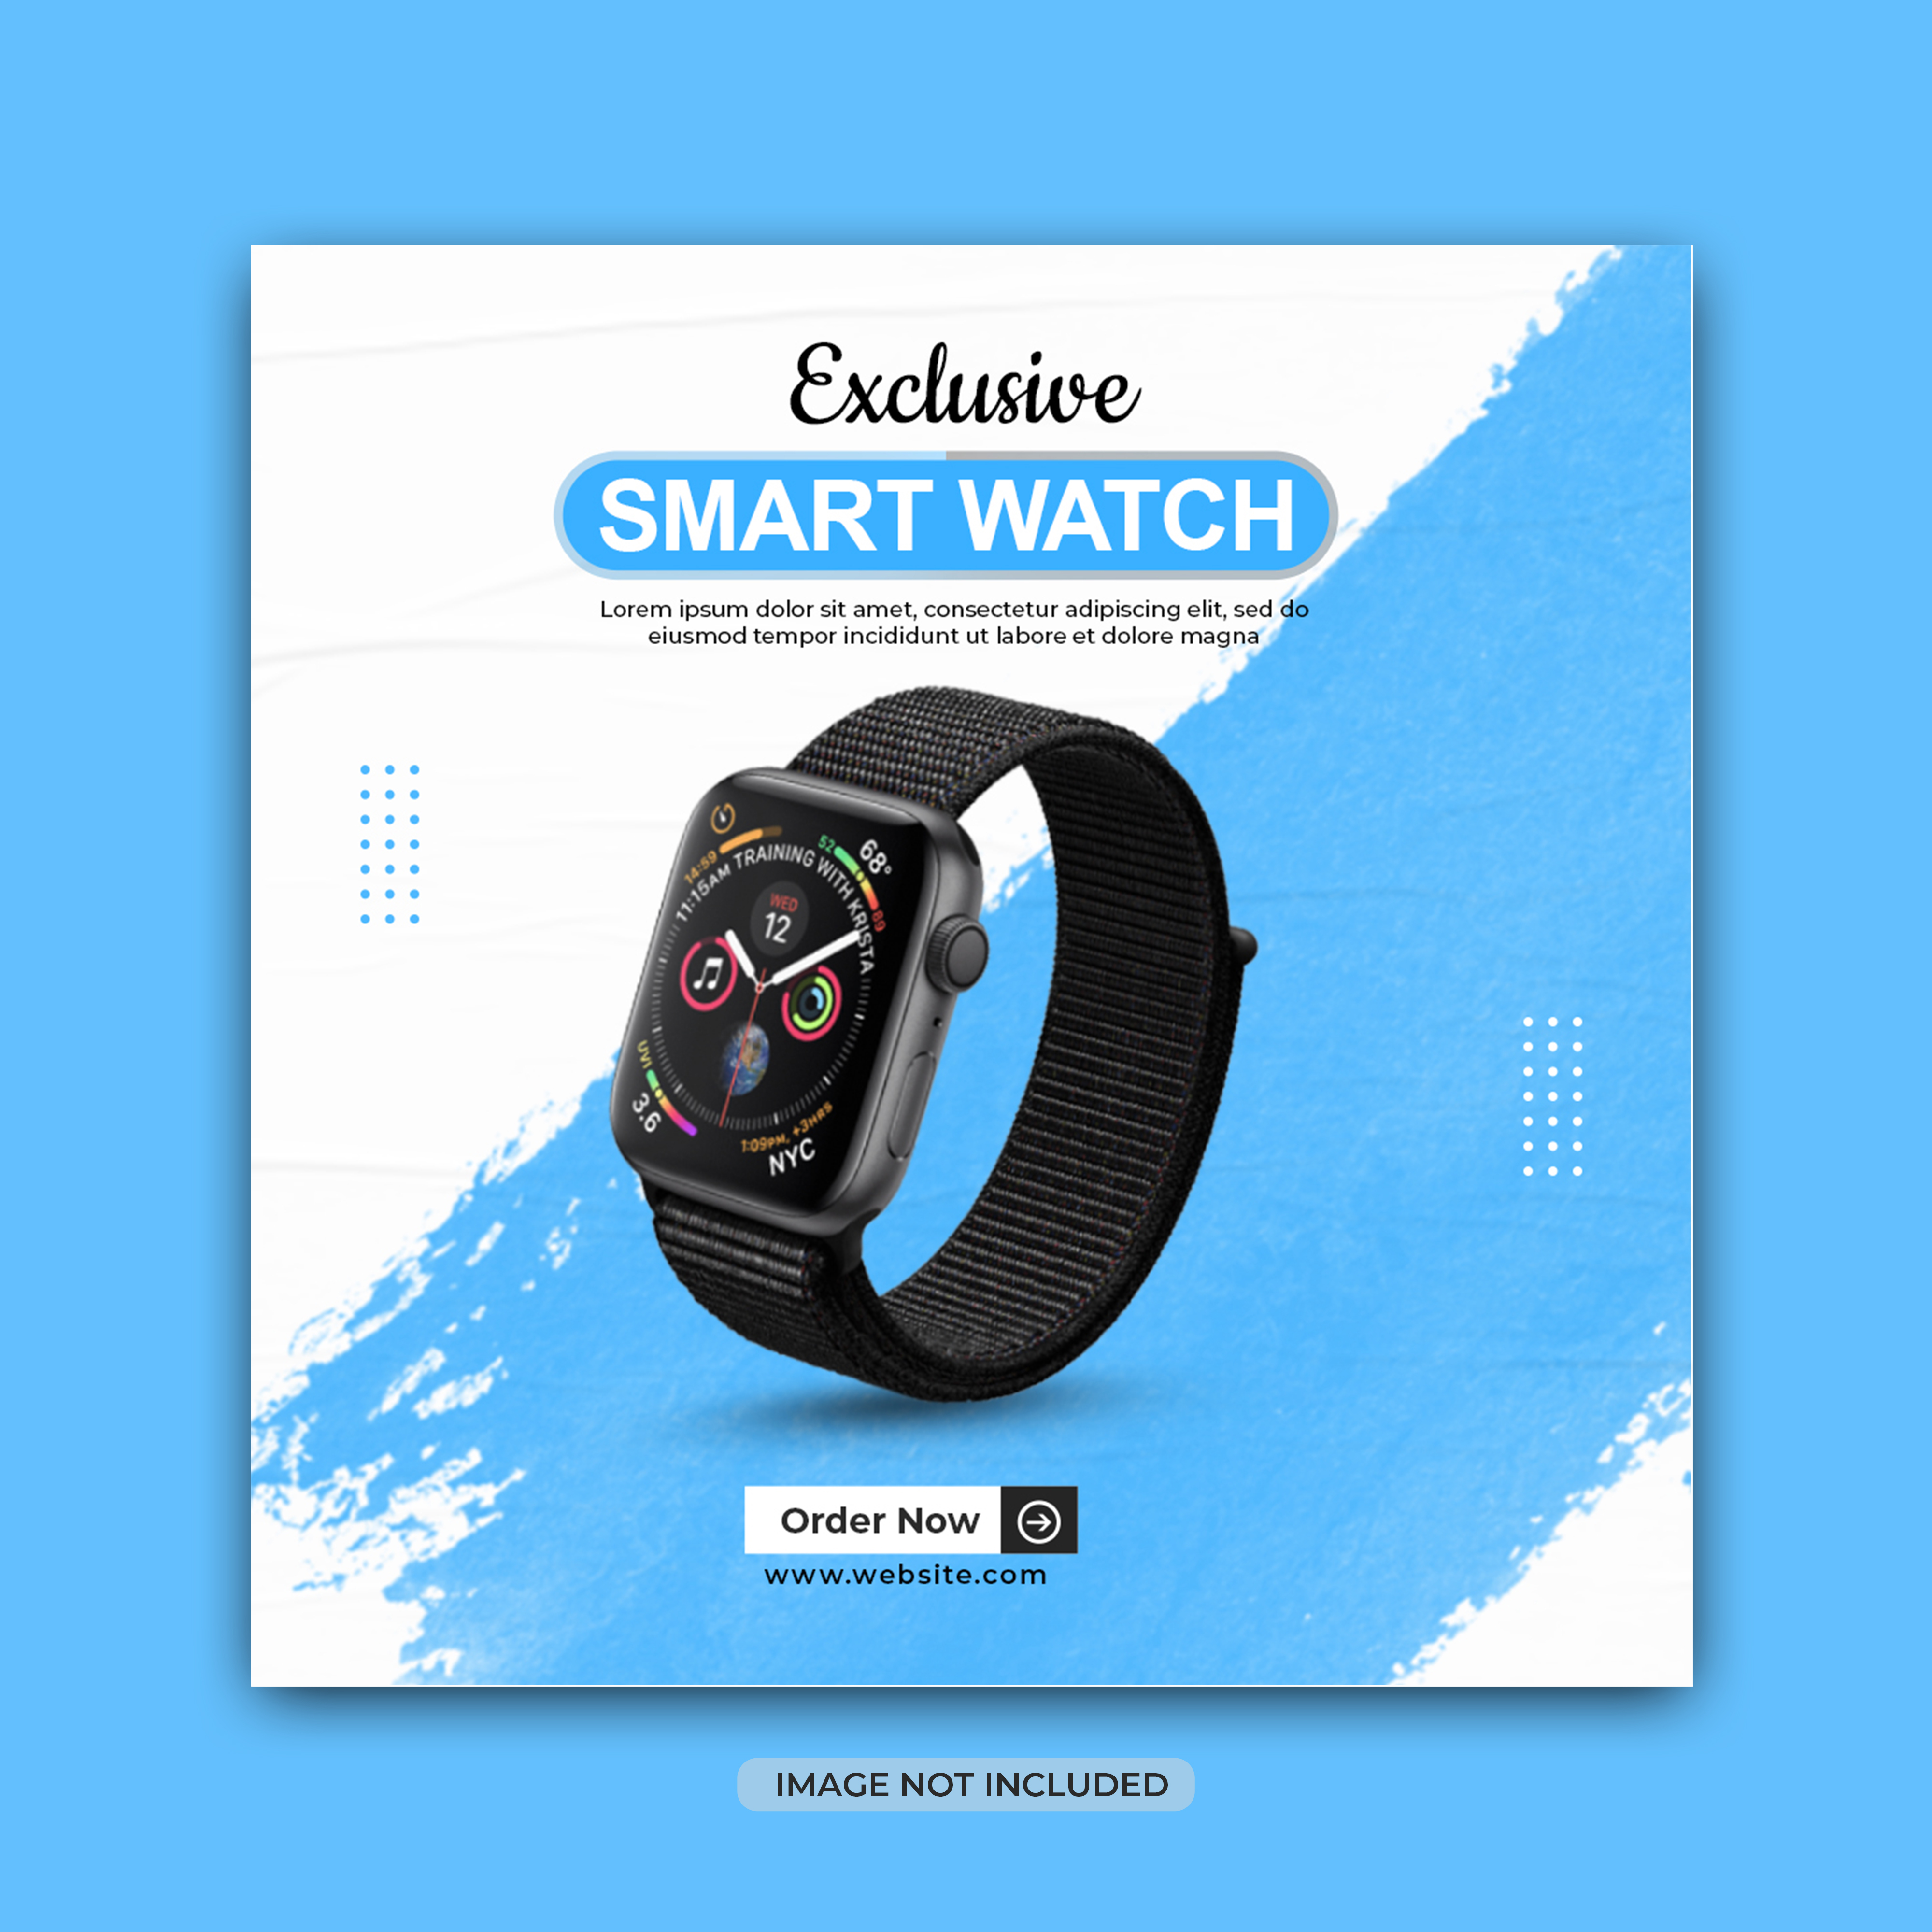 Exclusive
SMART WATCH
Lorem ipsum dolor sit amet, consectetur adipiscing elit, sed do
eiusmod tempor incididunt ut labore et dolore magna
14:59
52
68°
89
11:15AM TRAINING WITH KRISTA
WED
12
UVI
3.6
1:09PM, +3HRS
NYC
Order Now
www.website.com
IMAGE NOT INCLUDED